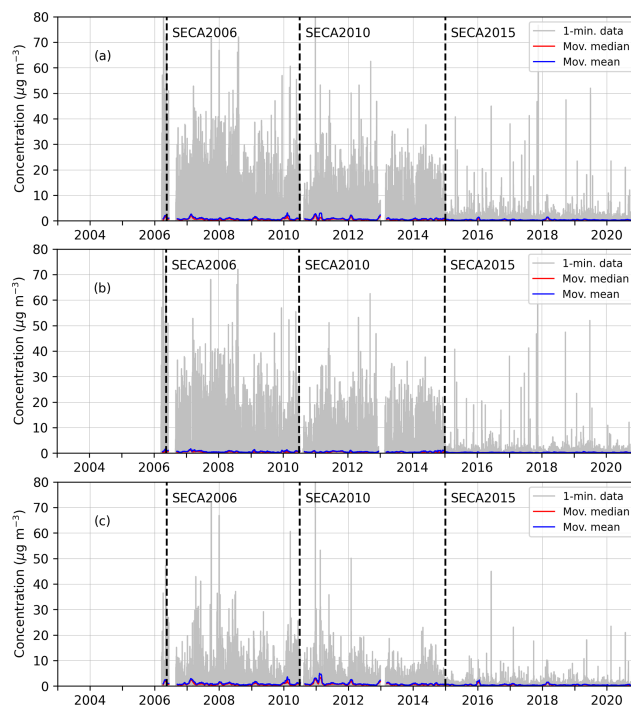 80
70
60
50
40
30
20
10
0
Concentration (μg m⁻³)
(a)
SECA2006
SECA2010
SECA2015
1-min. data
Mov. median
Mov. mean
2004 2006 2008 2010 2012 2014 2016 2018 2020
80
70
60
50
40
30
20
10
0
Concentration (μg m⁻³)
(b)
SECA2006
SECA2010
SECA2015
1-min. data
Mov. median
Mov. mean
2004 2006 2008 2010 2012 2014 2016 2018 2020
80
70
60
50
40
30
20
10
0
Concentration (μg m⁻³)
(c)
SECA2006
SECA2010
SECA2015
1-min. data
Mov. median
Mov. mean
2004 2006 2008 2010 2012 2014 2016 2018 2020